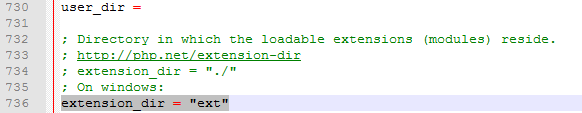 730 user_dir =
731
732 ; Directory in which the loadable extensions (modules) reside.
733 ; http://php.net/extension-dir
734 ; extension_dir = "./"
735 ; On windows:
736 extension_dir = "ext"